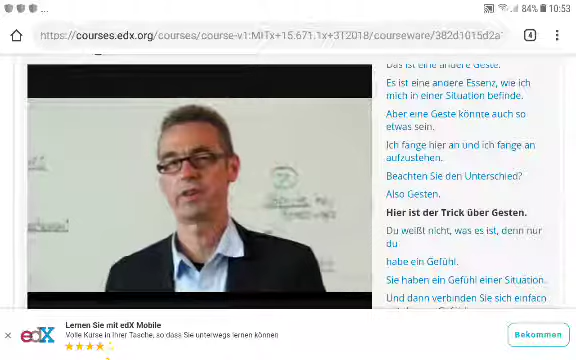 84% 10:53
https://courses.edx.org/courses/course-v1:MITx+15.671.1x+3T2018/courseware/382d1015d2a
4
Das ist eine andere Geste.
Es ist eine andere Essenz, wie ich
mich in einer Situation befinde.
Aber eine Geste könnte auch so
etwas sein.
Ich fange hier an und ich fange an
aufzustehen.
Beachten Sie den Unterschied?
Also Gesten.
Hier ist der Trick über Gesten.
Du weißt nicht, was es ist, denn nur
du
habe ein Gefühl.
Sie haben ein Gefühl einer Situation.
Und dann verbinden Sie sich einfach
edX
Lernen Sie mit edX Mobile
Volle Kurse in Ihrer Tasche, so dass Sie unterwegs lernen können
Bekommen